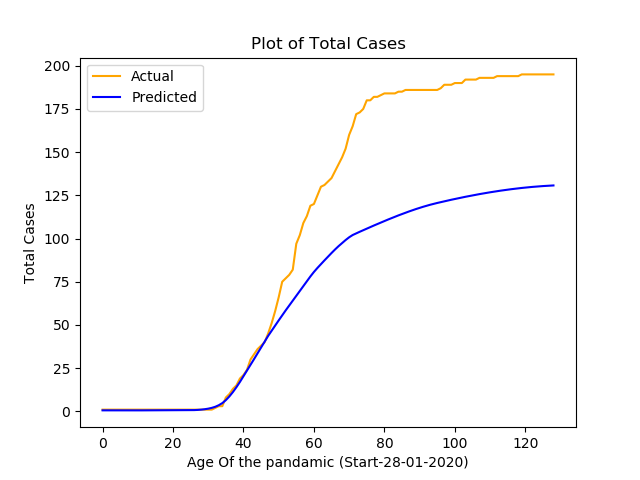 Plot of Total Cases
Actual
Predicted
Total Cases
200
175
150
125
100
75
50
25
0
0 20 40 60 80 100 120
Age Of the pandamic (Start-28-01-2020)